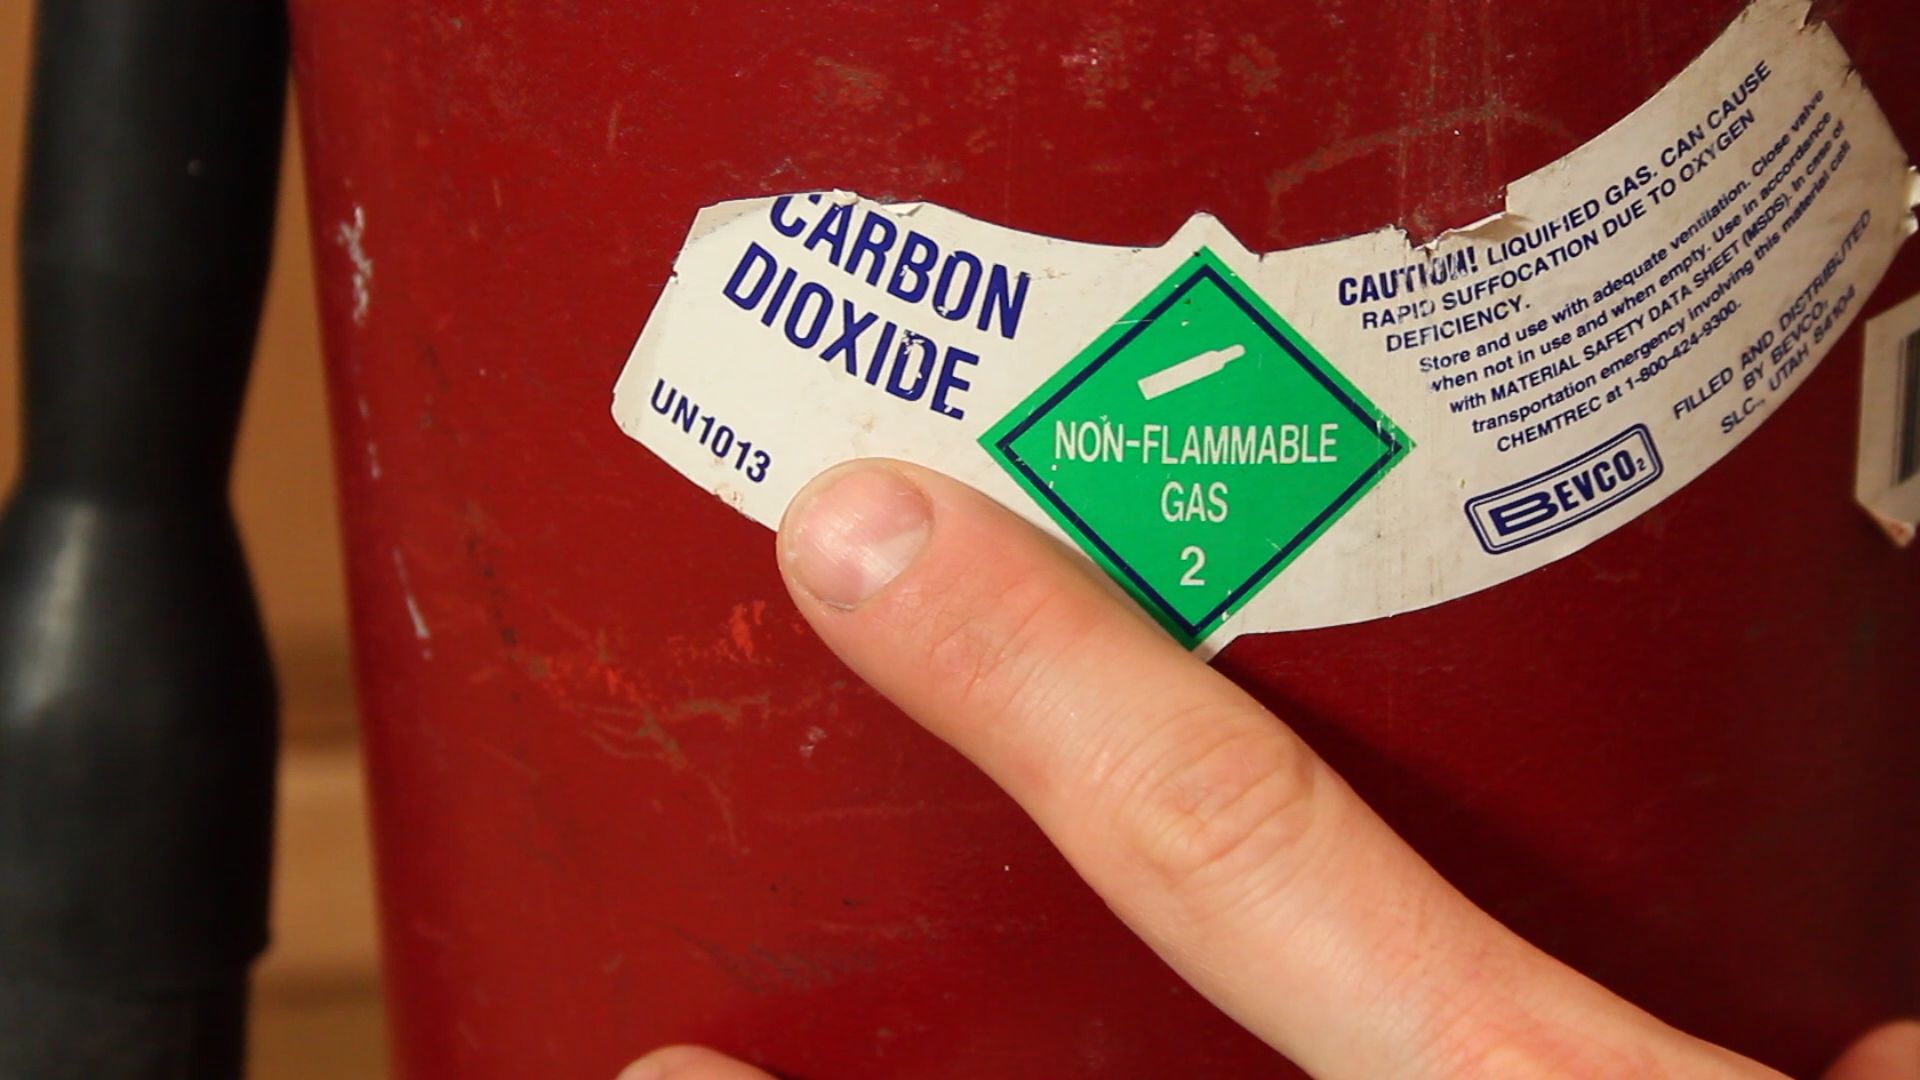 CARBON
DIOXIDE
UN1013
NON-FLAMMABLE
GAS
2
CAUTION! LIQUIFIED GAS. CAN CAUSE
RAPID SUFFOCATION DUE TO OXYGEN
DEFICIENCY.
Store and use with adequate ventilation. Close valve
when not in use and when empty. Use in accordance
with MATERIAL SAFETY DATA SHEET (MSDS). In case of
transportation emergency involving this material call
CHEMTREC at 1-800-424-9300.
BEVCO₂
FILLED AND DISTRIBUTED
BY BEVCO₂
SLC., UTAH 84104